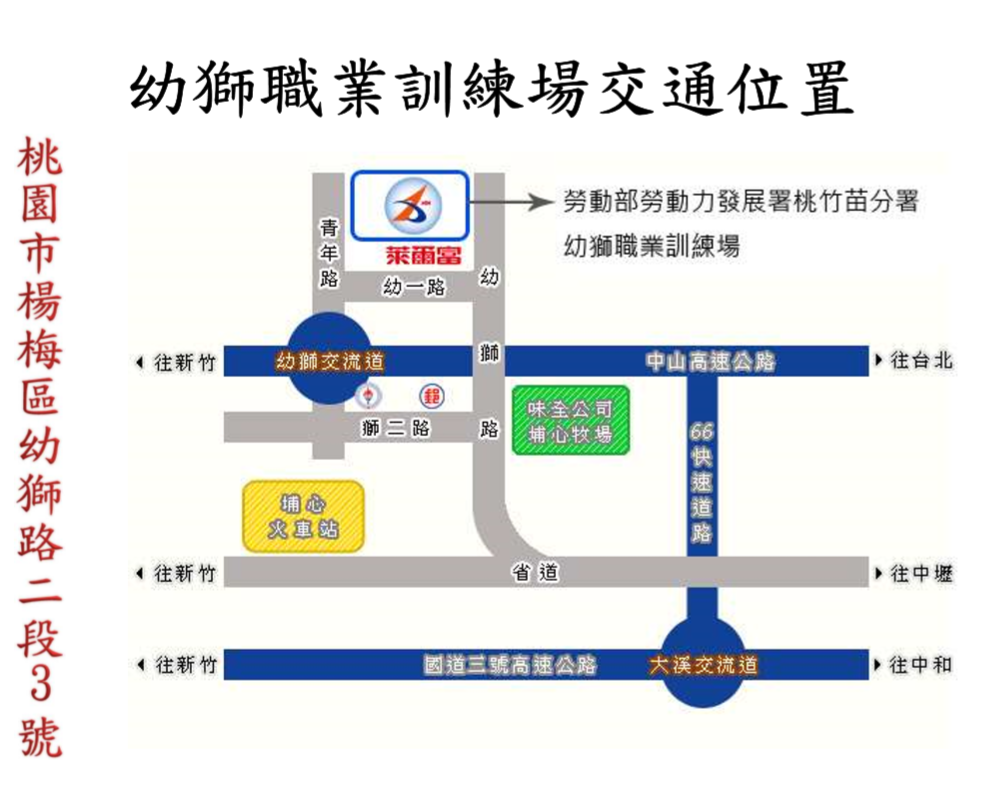 幼獅職業訓練場交通位置
桃園市楊梅區幼獅路二段3號
勞動部勞動力發展署桃竹苗分署
幼獅職業訓練場
青年路
萊爾富
幼一路
幼獅路
往新竹
幼獅交流道
中山高速公路
往台北
郵
獅二路
味全公司
埔心牧場
66快速道路
埔心
火車站
往新竹
省道
往中壢
往新竹
國道三號高速公路
大溪交流道
往中和